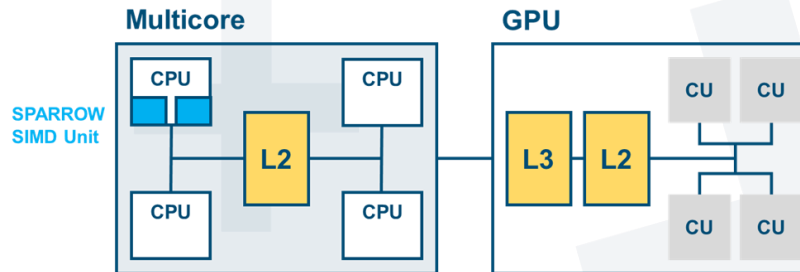 Multicore
GPU
CPU
CPU
CU
CU
SPARROW
SIMD Unit
L2
L3
L2
CPU
CPU
CU
CU